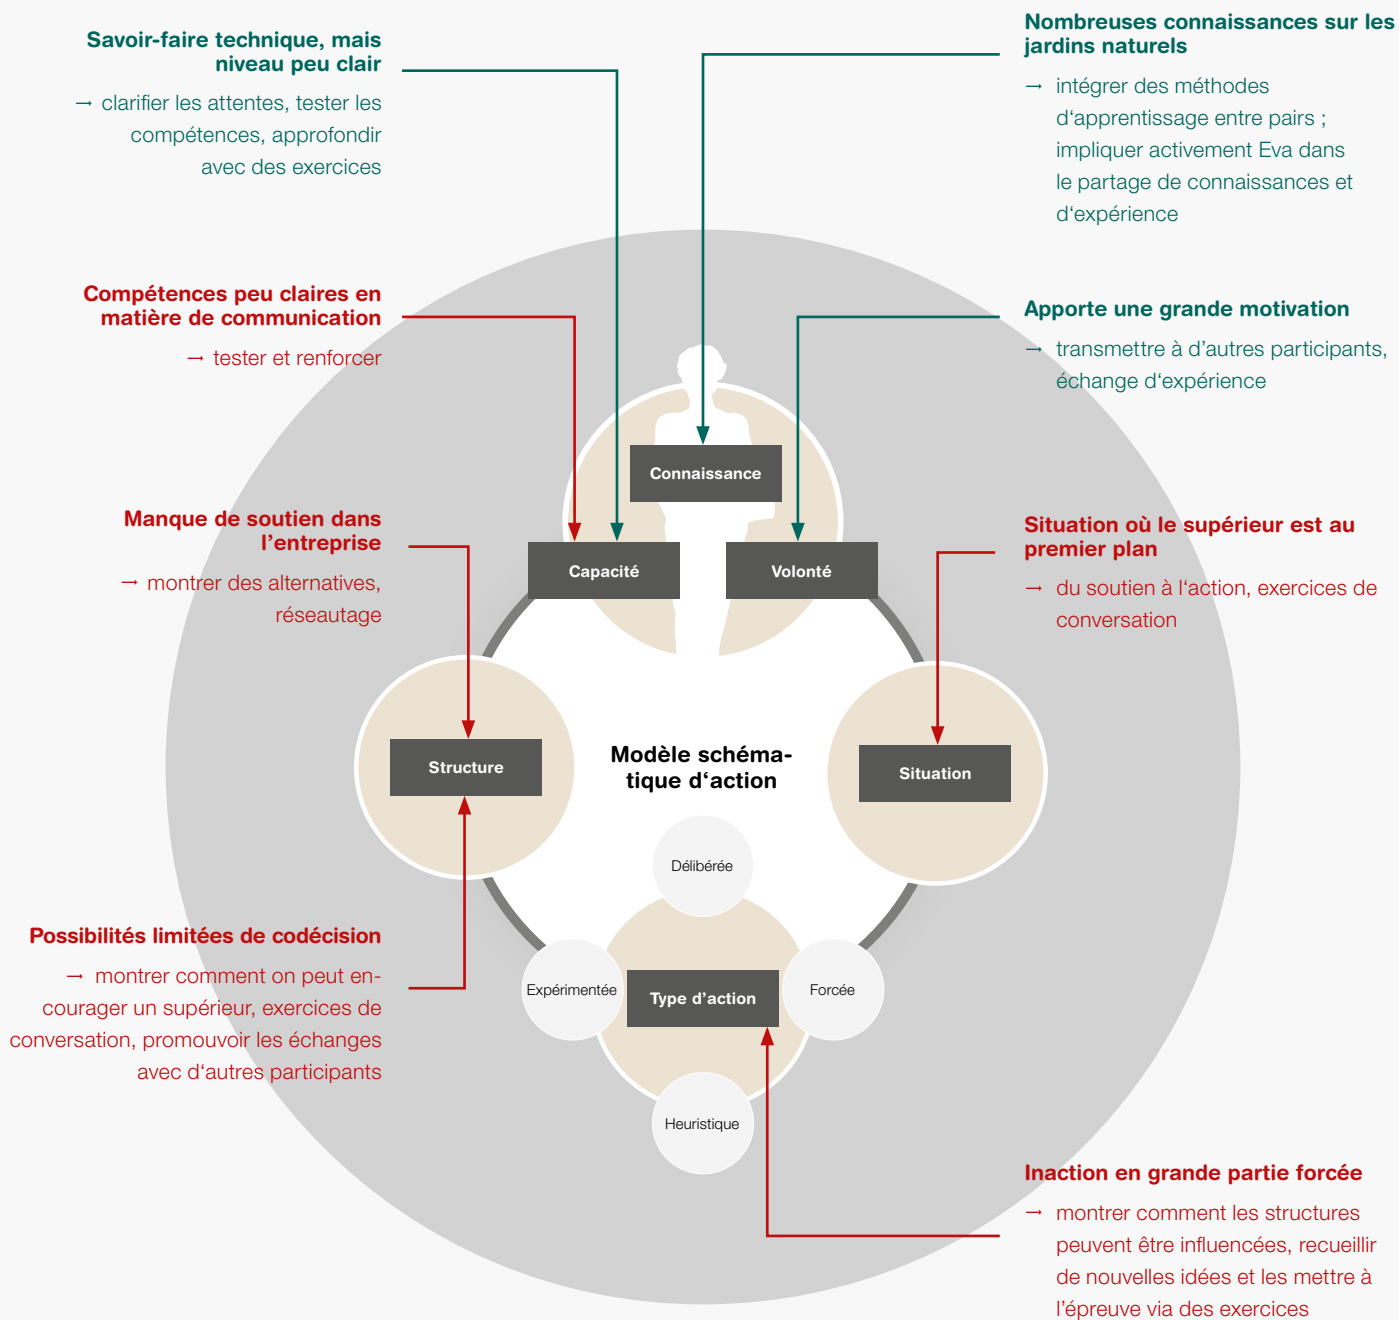 Savoir-faire technique, mais
niveau peu clair
→ clarifier les attentes, tester les
compétences, approfondir
avec des exercices
Nombreuses connaissances sur les
jardins naturels
→ intégrer des méthodes
d‘apprentissage entre pairs ;
impliquer activement Eva dans
le partage de connaissances et
d‘expérience
Compétences peu claires en
matière de communication
→ tester et renforcer
Apporte une grande motivation
→ transmettre à d’autres participants,
échange d‘expérience
Connaissance
Manque de soutien dans
l’entreprise
→ montrer des alternatives,
réseautage
Capacité
Volonté
Situation où le supérieur est au
premier plan
→ du soutien à l‘action, exercices de
conversation
Structure
Modèle schéma-
tique d‘action
Situation
Délibérée
Possibilités limitées de codécision
→ montrer comment on peut en-
courager un supérieur, exercices de
conversation, promouvoir les échanges
avec d‘autres participants
Expérimentée
Type d’action
Forcée
Heuristique
Inaction en grande partie forcée
→ montrer comment les structures
peuvent être influencées, recueillir
de nouvelles idées et les mettre à
l’épreuve via des exercices